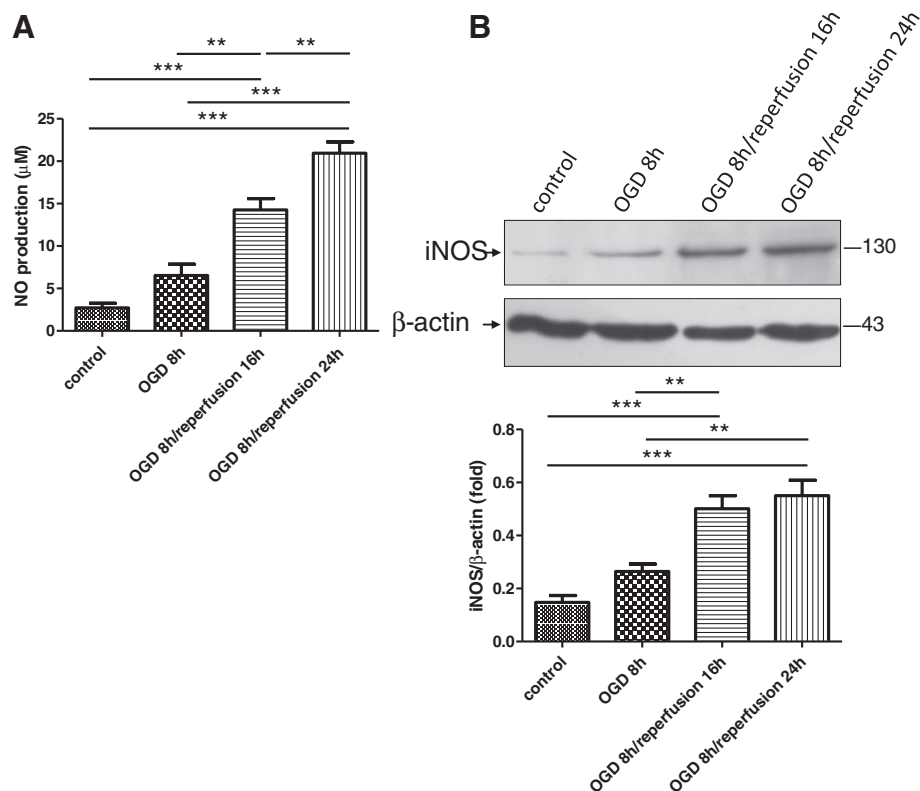 A
** **
***
***
***
25
20
15
10
5
0
NO production (μM)
control
OGD 8h
OGD 8h/reperfusion 16h
OGD 8h/reperfusion 24h
B
control
OGD 8h
OGD 8h/reperfusion 16h
OGD 8h/reperfusion 24h
iNOS
130
β-actin
43
**
***
**
***
0.8
0.6
0.4
0.2
0.0
iNOS/β-actin (fold)
control
OGD 8h
OGD 8h/reperfusion 16h
OGD 8h/reperfusion 24h